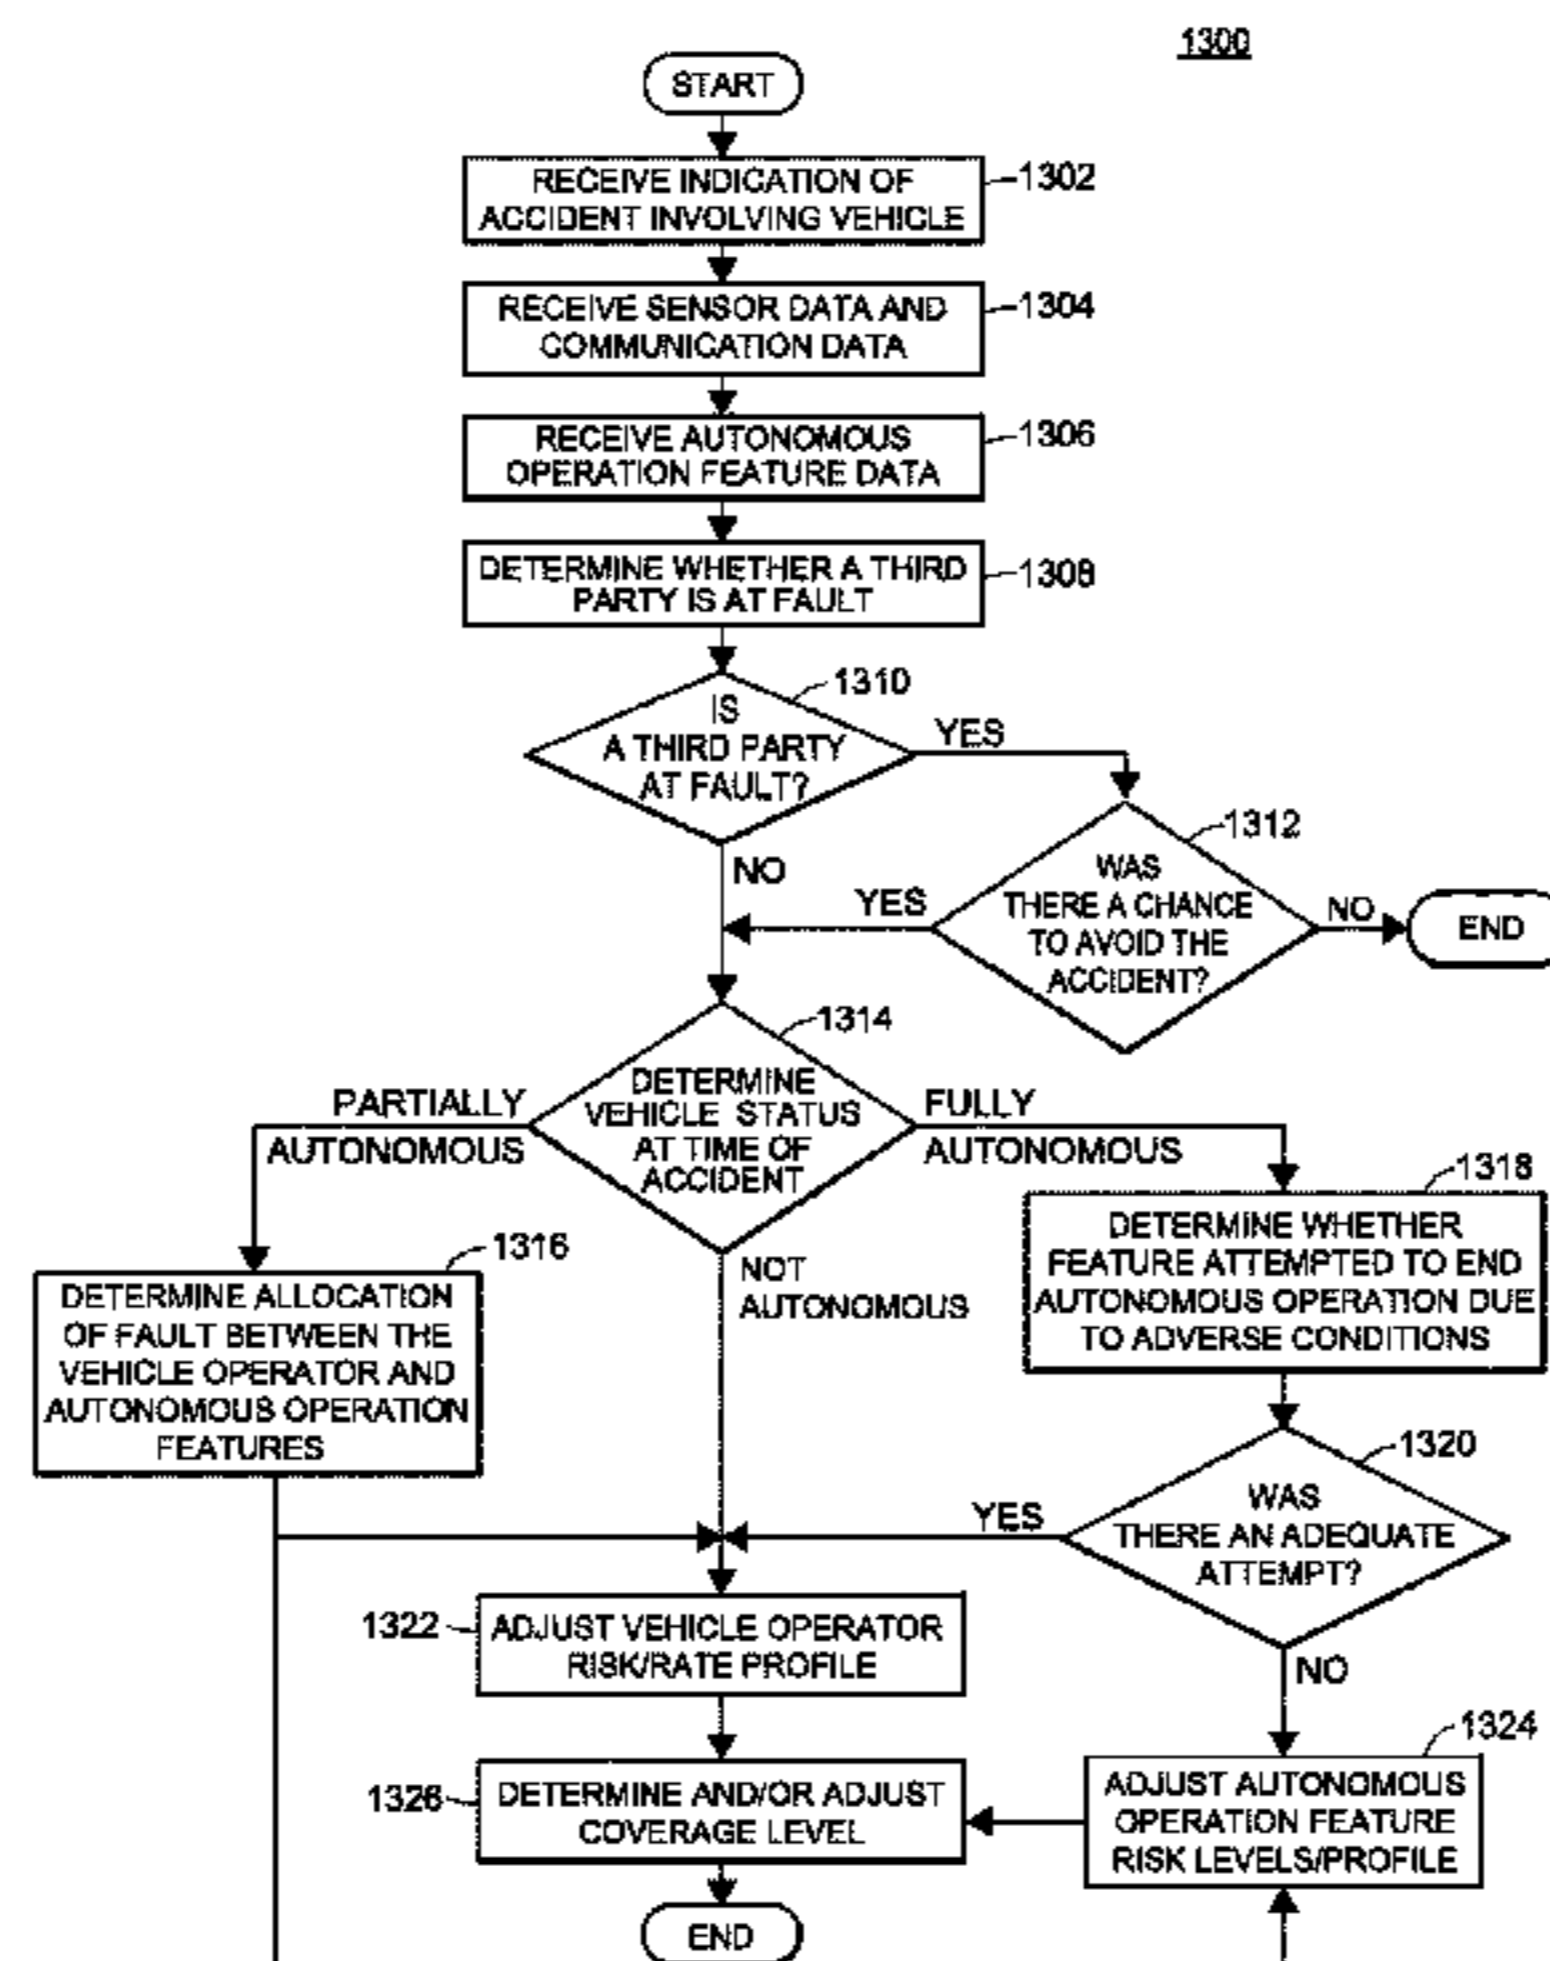 1300
START
RECEIVE INDICATION OF
ACCIDENT INVOLVING VEHICLE
1302
RECEIVE SENSOR DATA AND
COMMUNICATION DATA
1304
RECEIVE AUTONOMOUS
OPERATION FEATURE DATA
1306
DETERMINE WHETHER A THIRD
PARTY IS AT FAULT
1308
1310
IS
A THIRD PARTY
AT FAULT?
YES
NO
1312
WAS
THERE A CHANCE
TO AVOID THE
ACCIDENT?
YES
NO
END
1314
DETERMINE
VEHICLE STATUS
AT TIME OF
ACCIDENT
PARTIALLY
AUTONOMOUS
FULLY
AUTONOMOUS
NOT
AUTONOMOUS
1316
DETERMINE ALLOCATION
OF FAULT BETWEEN THE
VEHICLE OPERATOR AND
AUTONOMOUS OPERATION
FEATURES
1318
DETERMINE WHETHER
FEATURE ATTEMPTED TO END
AUTONOMOUS OPERATION DUE
TO ADVERSE CONDITIONS
1320
WAS
THERE AN ADEQUATE
ATTEMPT?
YES
NO
1322
ADJUST VEHICLE OPERATOR
RISK/RATE PROFILE
1324
ADJUST AUTONOMOUS
OPERATION FEATURE
RISK LEVELS/PROFILE
1326
DETERMINE AND/OR ADJUST
COVERAGE LEVEL
END